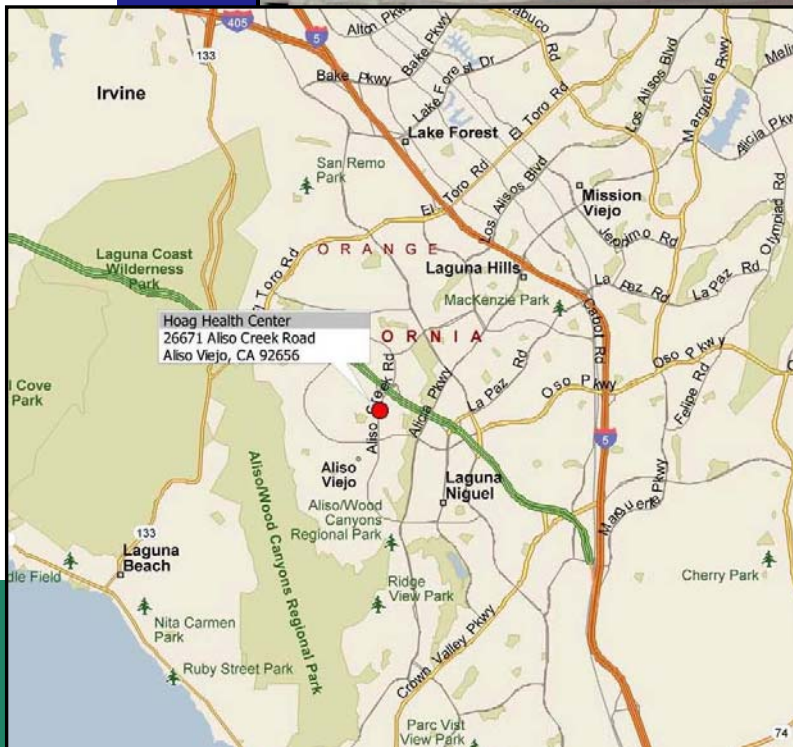 405
5
133
Alton Pkwy
Bake Pkwy
Bake Pkwy
Lake Forest Dr
Rd
Los Alisos Blvd
Marguerite Pkwy
Alicia Pkwy
Irvine
Lake Forest
El Toro Rd
San Remo
Park
El Toro Rd
Los Alisos Blvd
Mission
Viejo
Jeronimo Rd
Olympiad Rd
Laguna Coast
Wilderness
Park
ORANGE
El Toro Rd
Laguna Hills
La Paz Rd
La Paz Rd
MacKenzie Park
Cabot Rd
Hoag Health Center
26671 Aliso Creek Road
Aliso Viejo, CA 92656
ORNIA
Oso Pkwy
l Cove
Park
Aliso Creek Rd
Alicia Pkwy
La Paz Rd
Oso Pkwy
Felipe Rd
5
Aliso
Viejo
Laguna
Niguel
Aliso/Wood
Canyons
Regional Park
Marguerite Pkwy
133
Laguna
Beach
Aliso/Wood Canyons Regional Park
dle Field
Ridge
View Park
Cherry Park
Nita Carmen
Park
Crown Valley Pkwy
Ruby Street Park
Parc Vist
View Park
74